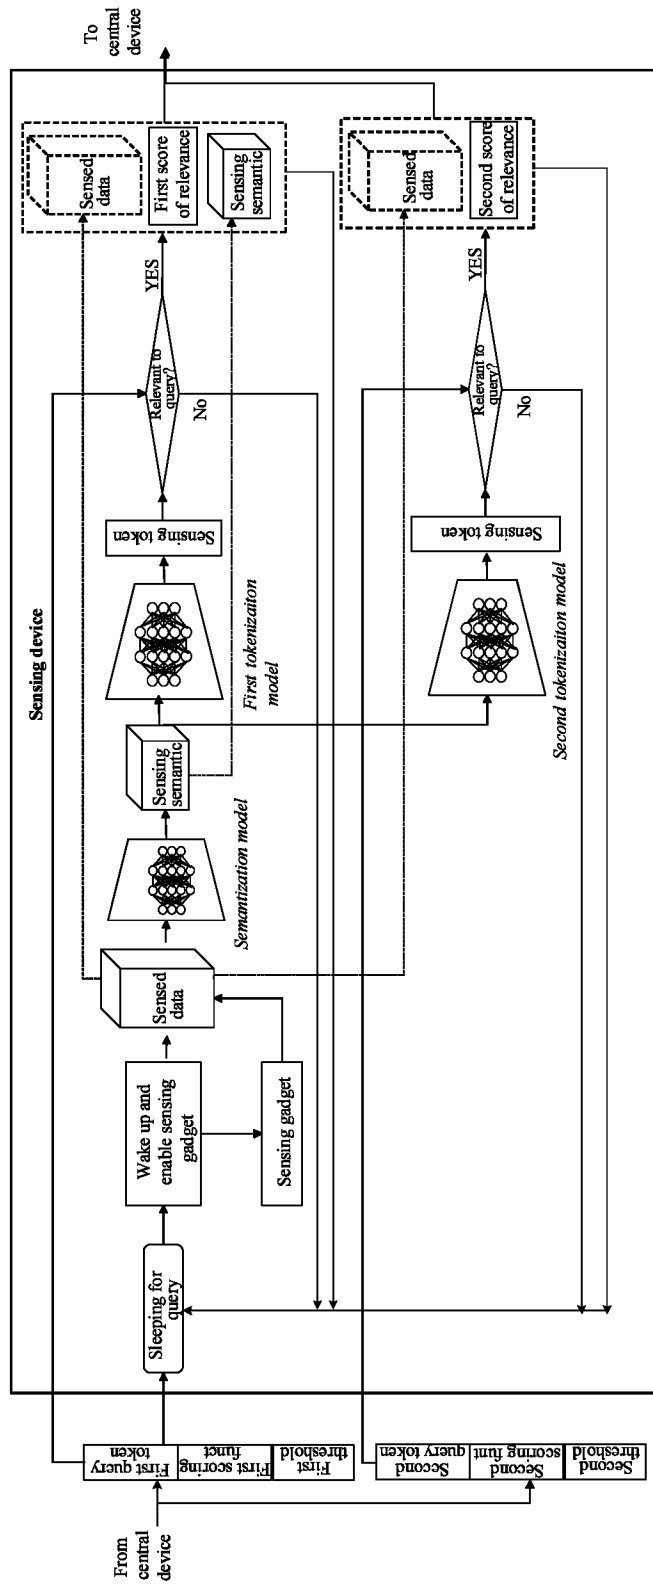 Sensing device
From
central
device
First query
token
First scoring
funct
First
threshold
Second
query token
Second
scoring funt
Second
threshold
Sleeping for
query
Wake up and
enable sensing
gadget
Sensing gadget
Sensed
data
Semantization model
Sensing
semantic
First tokenizaiton
model
Sensing token
Relevant to
query?
YES
No
Sensed
data
First score
of relevance
Sensing
semantic
To
central
device
Second tokenizaiton model
Sensing token
Relevant to
query?
YES
No
Sensed
data
Second score
of relevance